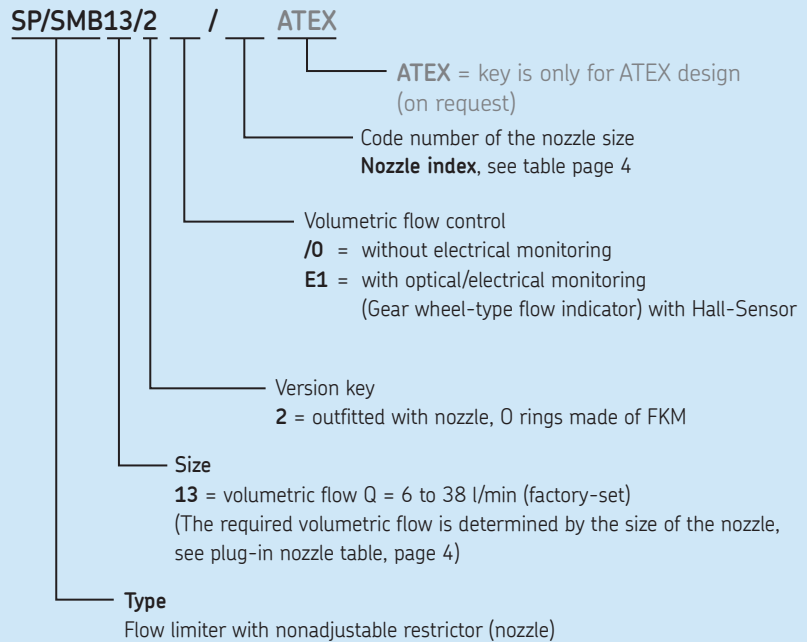 SP/SMB13/2 / ATEX
ATEX = key is only for ATEX design
(on request)
Code number of the nozzle size
Nozzle index, see table page 4
Volumetric flow control
/0 = without electrical monitoring
E1 = with optical/electrical monitoring
(Gear wheel-type flow indicator) with Hall-Sensor
Version key
2 = outfitted with nozzle, O rings made of FKM
Size
13 = volumetric flow Q = 6 to 38 l/min (factory-set)
(The required volumetric flow is determined by the size of the nozzle,
see plug-in nozzle table, page 4)
Type
Flow limiter with nonadjustable restrictor (nozzle)